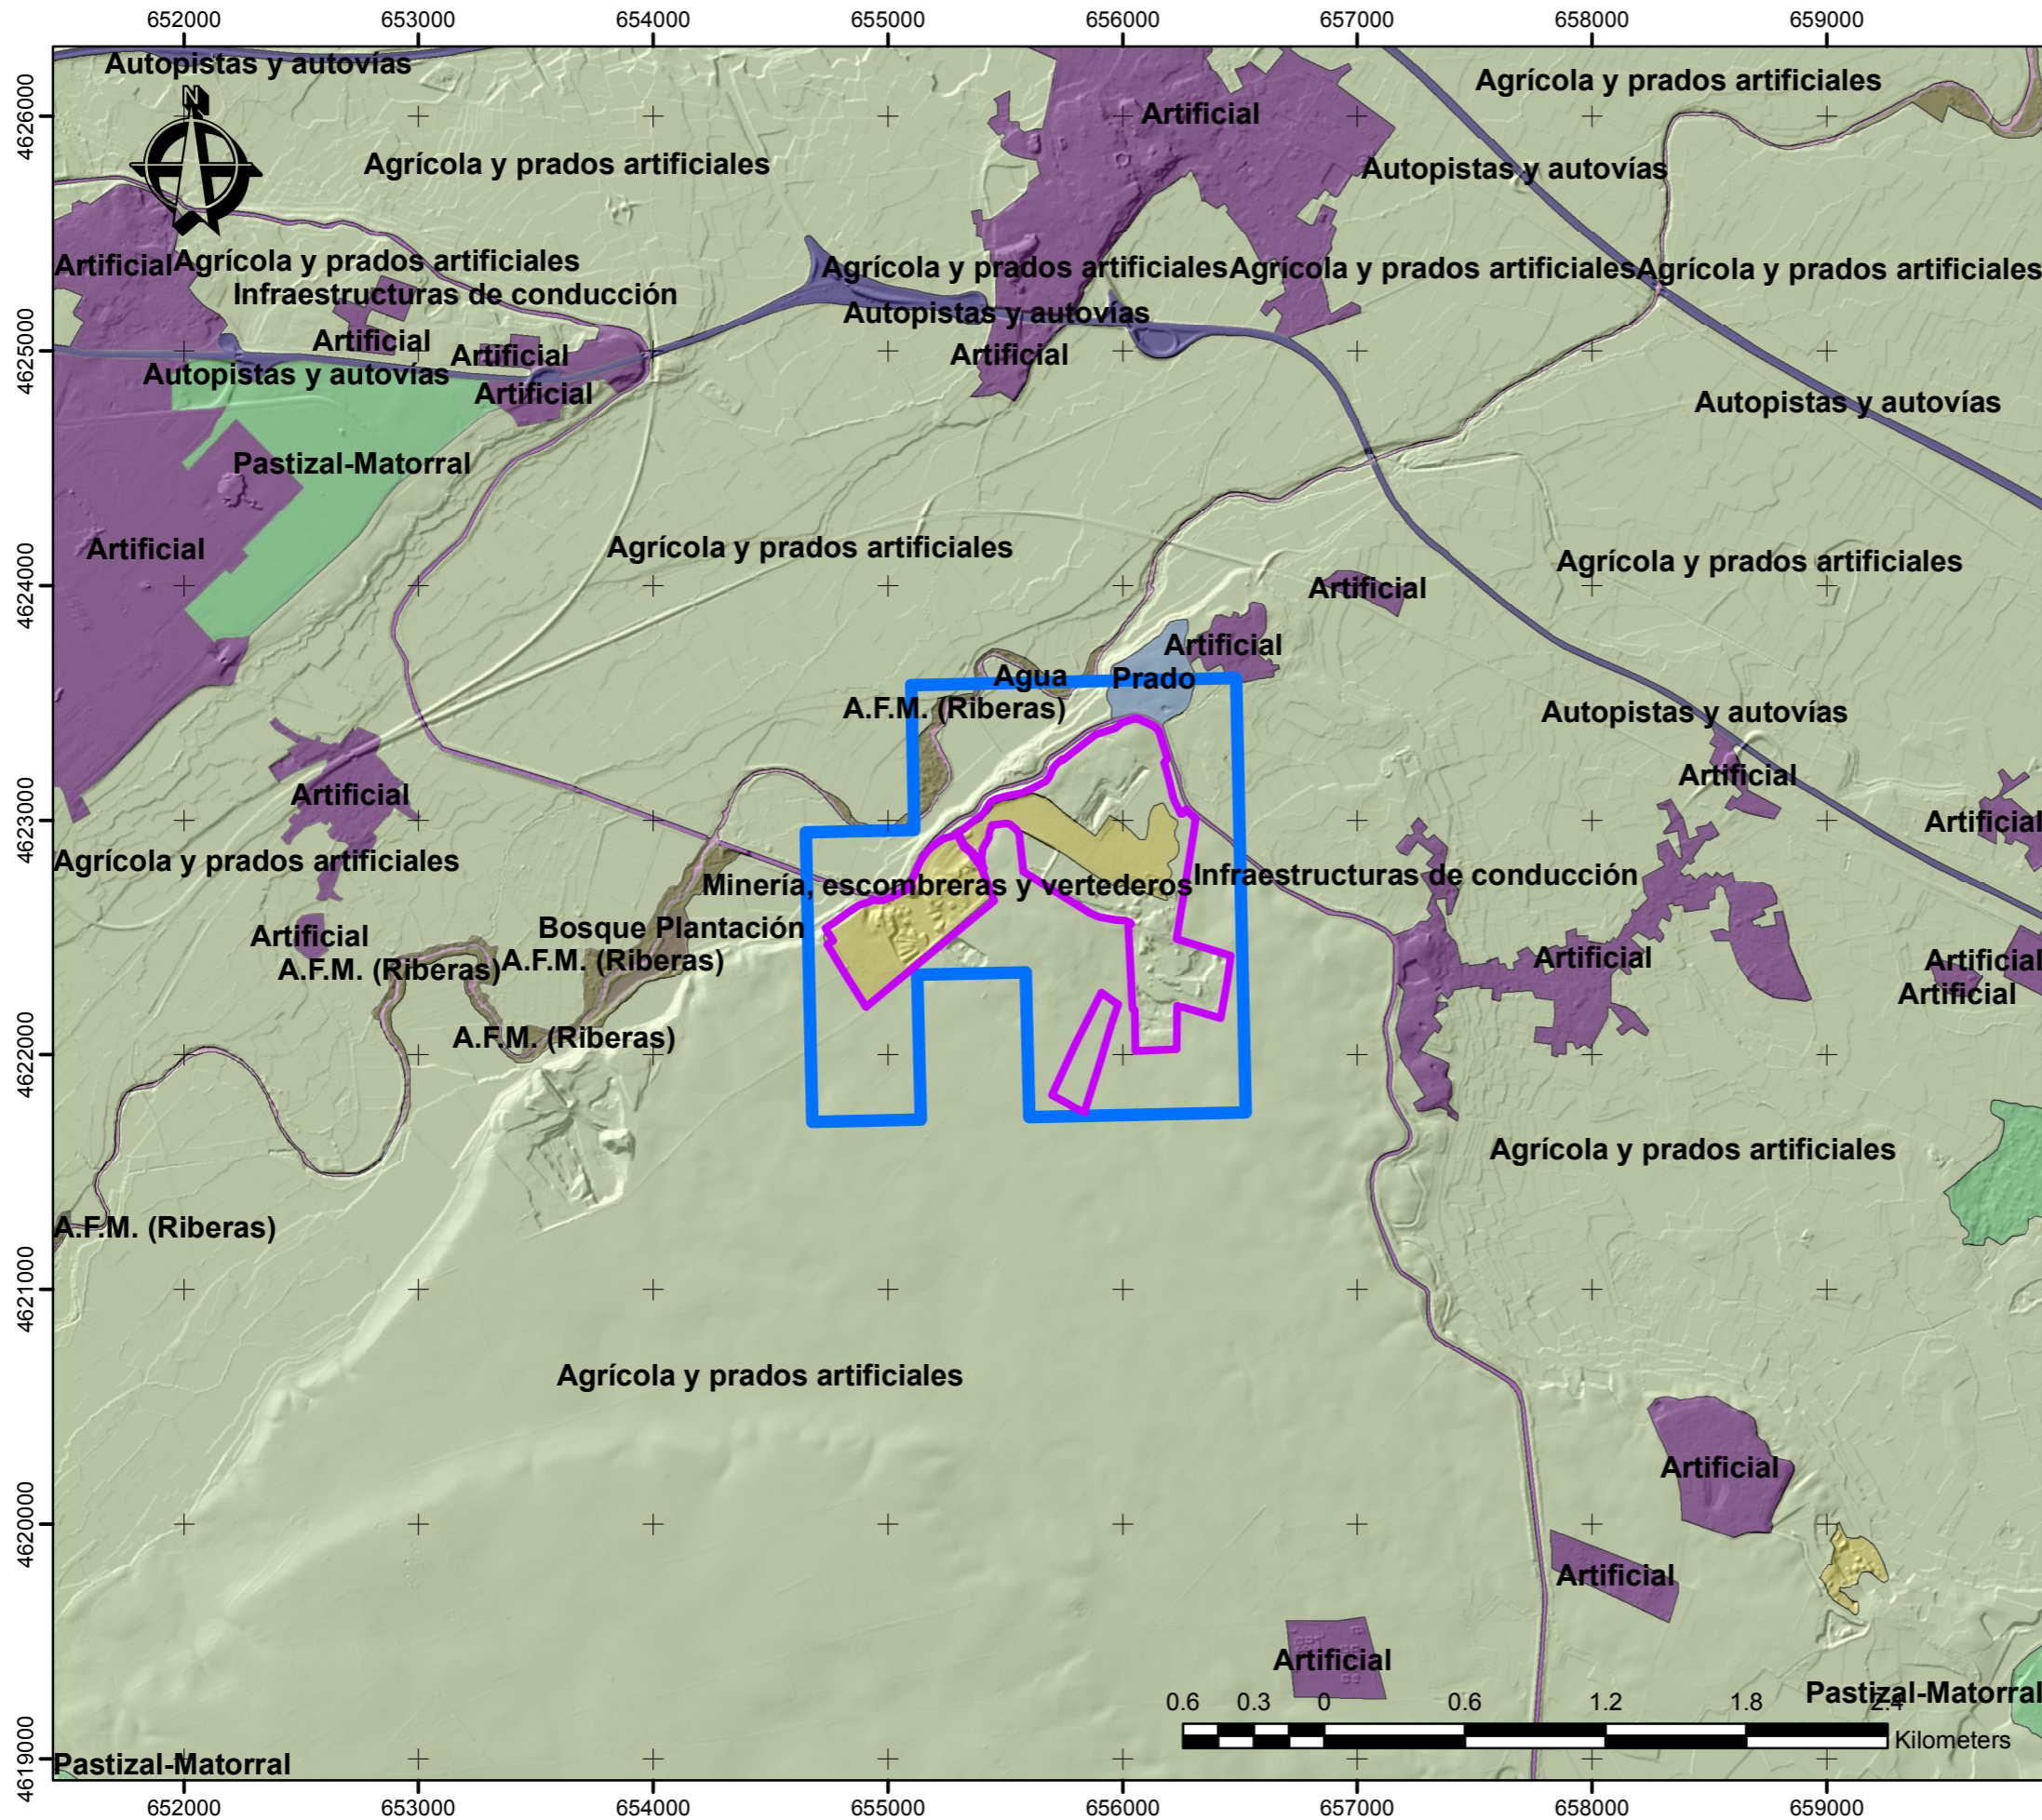 652000 653000 654000 655000 656000 657000 658000 659000
Autopistas y autovías
Agrícola y prados artificiales
4626000
N
Artificial
Agrícola y prados artificiales
Autopistas y autovías
Artificial
Agrícola y prados artificiales
Agrícola y prados artificiales
Agrícola y prados artificiales
Agrícola y prados artificiales
Infraestructuras de conducción
Autopistas y autovías
4625000
Artificial
Artificial
Artificial
Autopistas y autovías
Artificial
Autopistas y autovías
Pastizal-Matorral
Artificial
Agrícola y prados artificiales
Agrícola y prados artificiales
4624000
Artificial
Artificial
Agua
Prado
A.F.M. (Riberas)
Autopistas y autovías
Artificial
Artificial
4623000
Artificial
Agrícola y prados artificiales
Minería, escombreras y vertederos
Infraestructuras de conducción
Bosque Plantación
Artificial
A.F.M. (Riberas)
A.F.M. (Riberas)
Artificial
Artificial
Artificial
A.F.M. (Riberas)
4622000
Agrícola y prados artificiales
A.F.M. (Riberas)
4621000
Agrícola y prados artificiales
Artificial
4620000
Artificial
Artificial
Pastizal-Matorral
0.6 0.3 0 0.6 1.2 1.8 2.4
Kilometers
4619000
Pastizal-Matorral
652000 653000 654000 655000 656000 657000 658000 659000